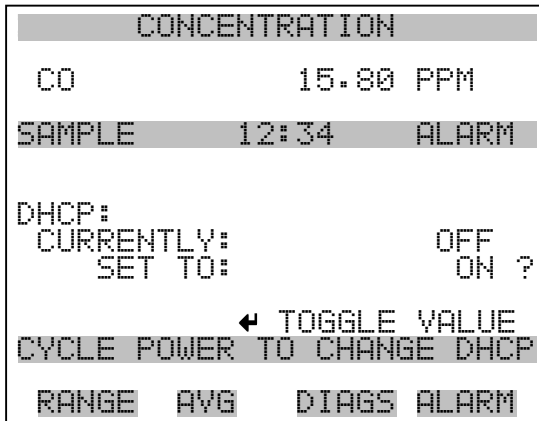 CONCENTRATION
CO 15.80 PPM
SAMPLE 12:34 ALARM
DHCP:
CURRENTLY: OFF
SET TO: ON ?
↵ TOGGLE VALUE
CYCLE POWER TO CHANGE DHCP
RANGE AVG DIAGS ALARM